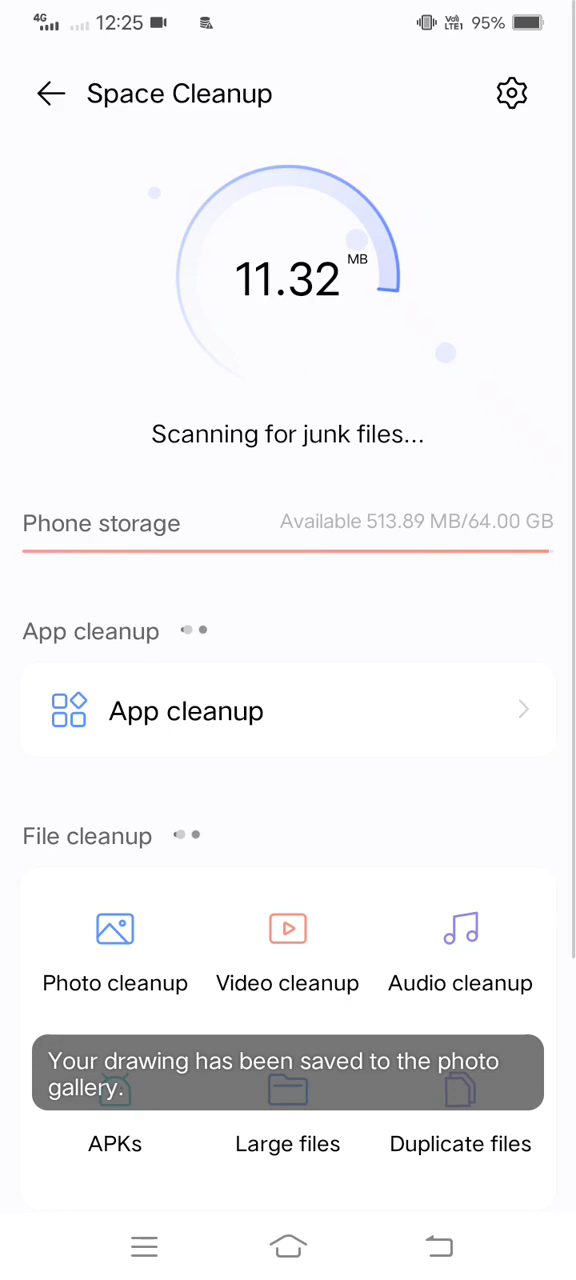 4G 12:25 Vo) LTE1 95%
Space Cleanup
11.32 MB
Scanning for junk files...
Phone storage Available 513.89 MB/64.00 GB
App cleanup
App cleanup
File cleanup
Photo cleanup Video cleanup Audio cleanup
Your drawing has been saved to the photo
gallery.
APKs Large files Duplicate files